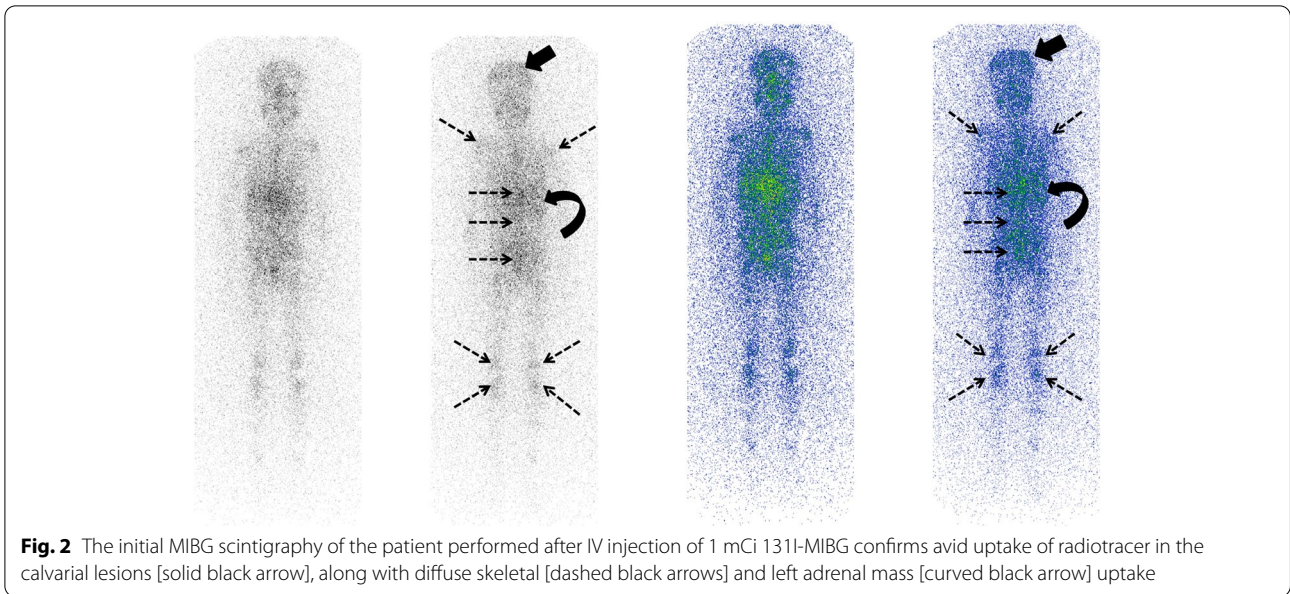 Fig. 2 The initial MIBG scintigraphy of the patient performed after IV injection of 1 mCi 131I-MIBG confirms avid uptake of radiotracer in the
calvarial lesions [solid black arrow], along with diffuse skeletal [dashed black arrows] and left adrenal mass [curved black arrow] uptake